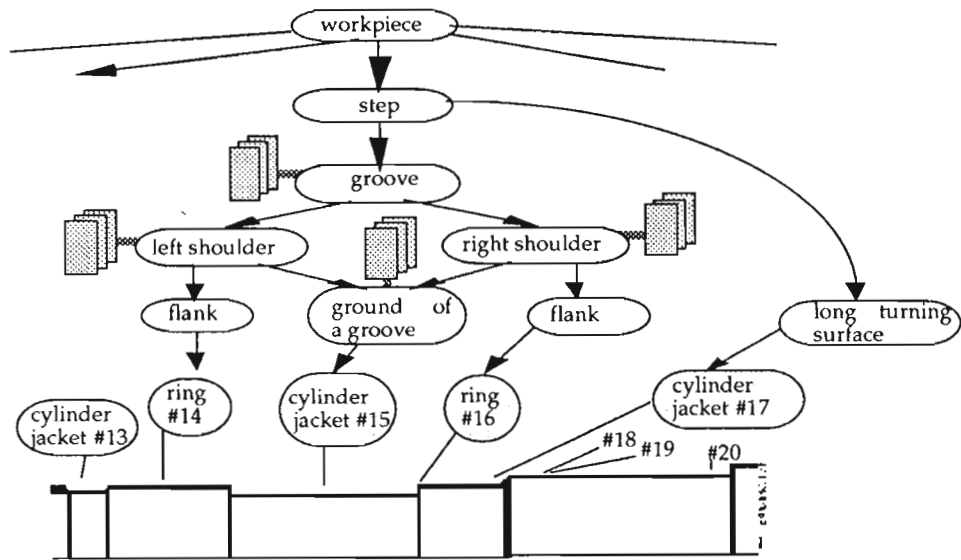 workpiece
step
groove
left shoulder
right shoulder
flank
ground of
a groove
flank
long turning
surface
ring
#14
cylinder
jacket #15
ring
#16
cylinder
jacket #17
cylinder
jacket #13
#18
#19
#20